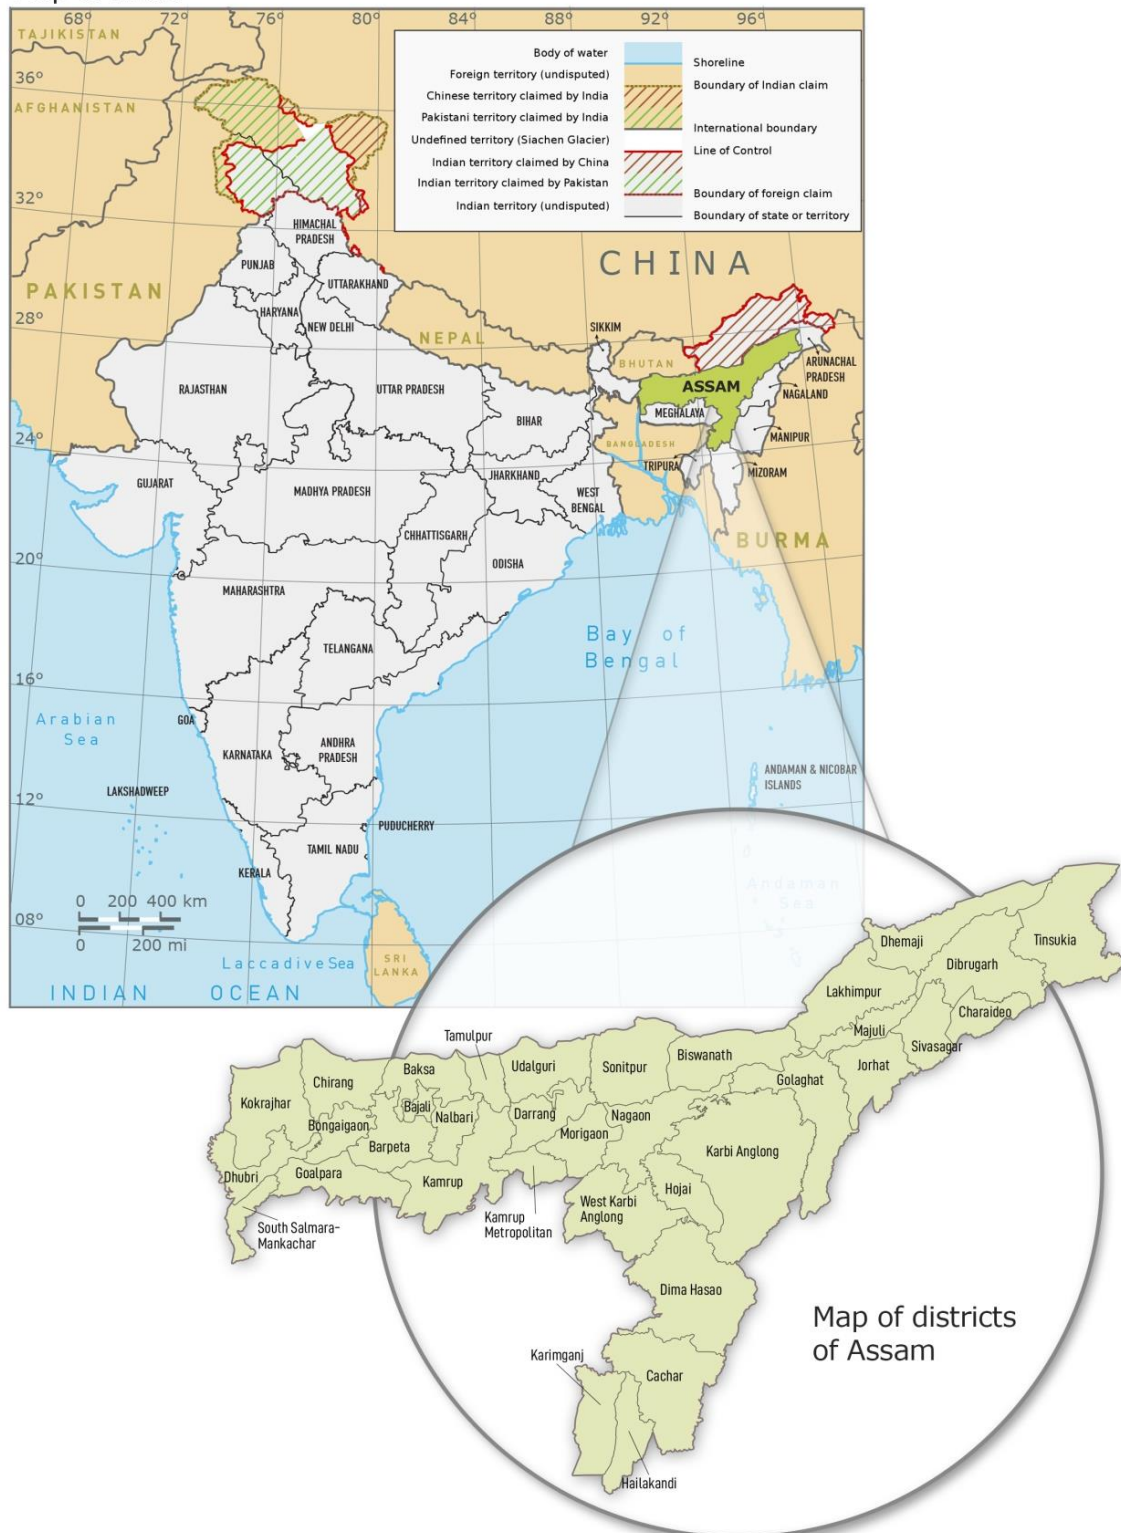 68°
72°
76°
80°
84°
88°
92°
96°
TAJIKISTAN
36°
AFGHANISTAN
32°
PAKISTAN
28°
24°
20°
16°
12°
08°
Body of water
Foreign territory (undisputed)
Chinese territory claimed by India
Pakistani territory claimed by India
Undefined territory (Siachen Glacier)
Indian territory claimed by China
Indian territory claimed by Pakistan
Indian territory (undisputed)
Shoreline
Boundary of Indian claim
International boundary
Line of Control
Boundary of foreign claim
Boundary of state or territory
CHINA
HIMACHAL
PRADESH
PUNJAB
UTTARAKHAND
HARYANA
NEW DELHI
NEPAL
SIKKIM
BHUTAN
ARUNACHAL
PRADESH
ASSAM
NAGALAND
RAJASTHAN
UTTAR PRADESH
MEGHALAYA
BIHAR
MANIPUR
BANGLADESH
TRIPURA
MIZORAM
GUJARAT
MADHYA PRADESH
JHARKHAND
WEST
BENGAL
CHHATTISGARH
BURMA
ODISHA
MAHARASHTRA
Bay of
Bengal
TELANGANA
Arabian
Sea
GOA
KARNATAKA
ANDHRA
PRADESH
ANDAMAN & NICOBAR
ISLANDS
LAKSHADWEEP
PUDUCHERRY
TAMIL NADU
KERALA
Andaman
Sea
0 200 400 km
0 200 mi
Laccadive Sea
SRI
LANKA
INDIAN OCEAN
Dhemaji
Tinsukia
Dibrugarh
Lakhimpur
Charaideo
Majuli
Sivasagar
Jorhat
Golaghat
Tamulpur
Biswanath
Udalguri
Sonitpur
Baksa
Chirang
Kokrajhar
Bajali
Nalbari
Darrang
Nagaon
Bongaigaon
Morigaon
Barpeta
Karbi Anglong
Dhubri
Goalpara
Kamrup
Hojai
West Karbi
Anglong
South Salmara-
Mankachar
Kamrup
Metropolitan
Dima Hasao
Karimganj
Cachar
Hailakandi
Map of districts
of Assam